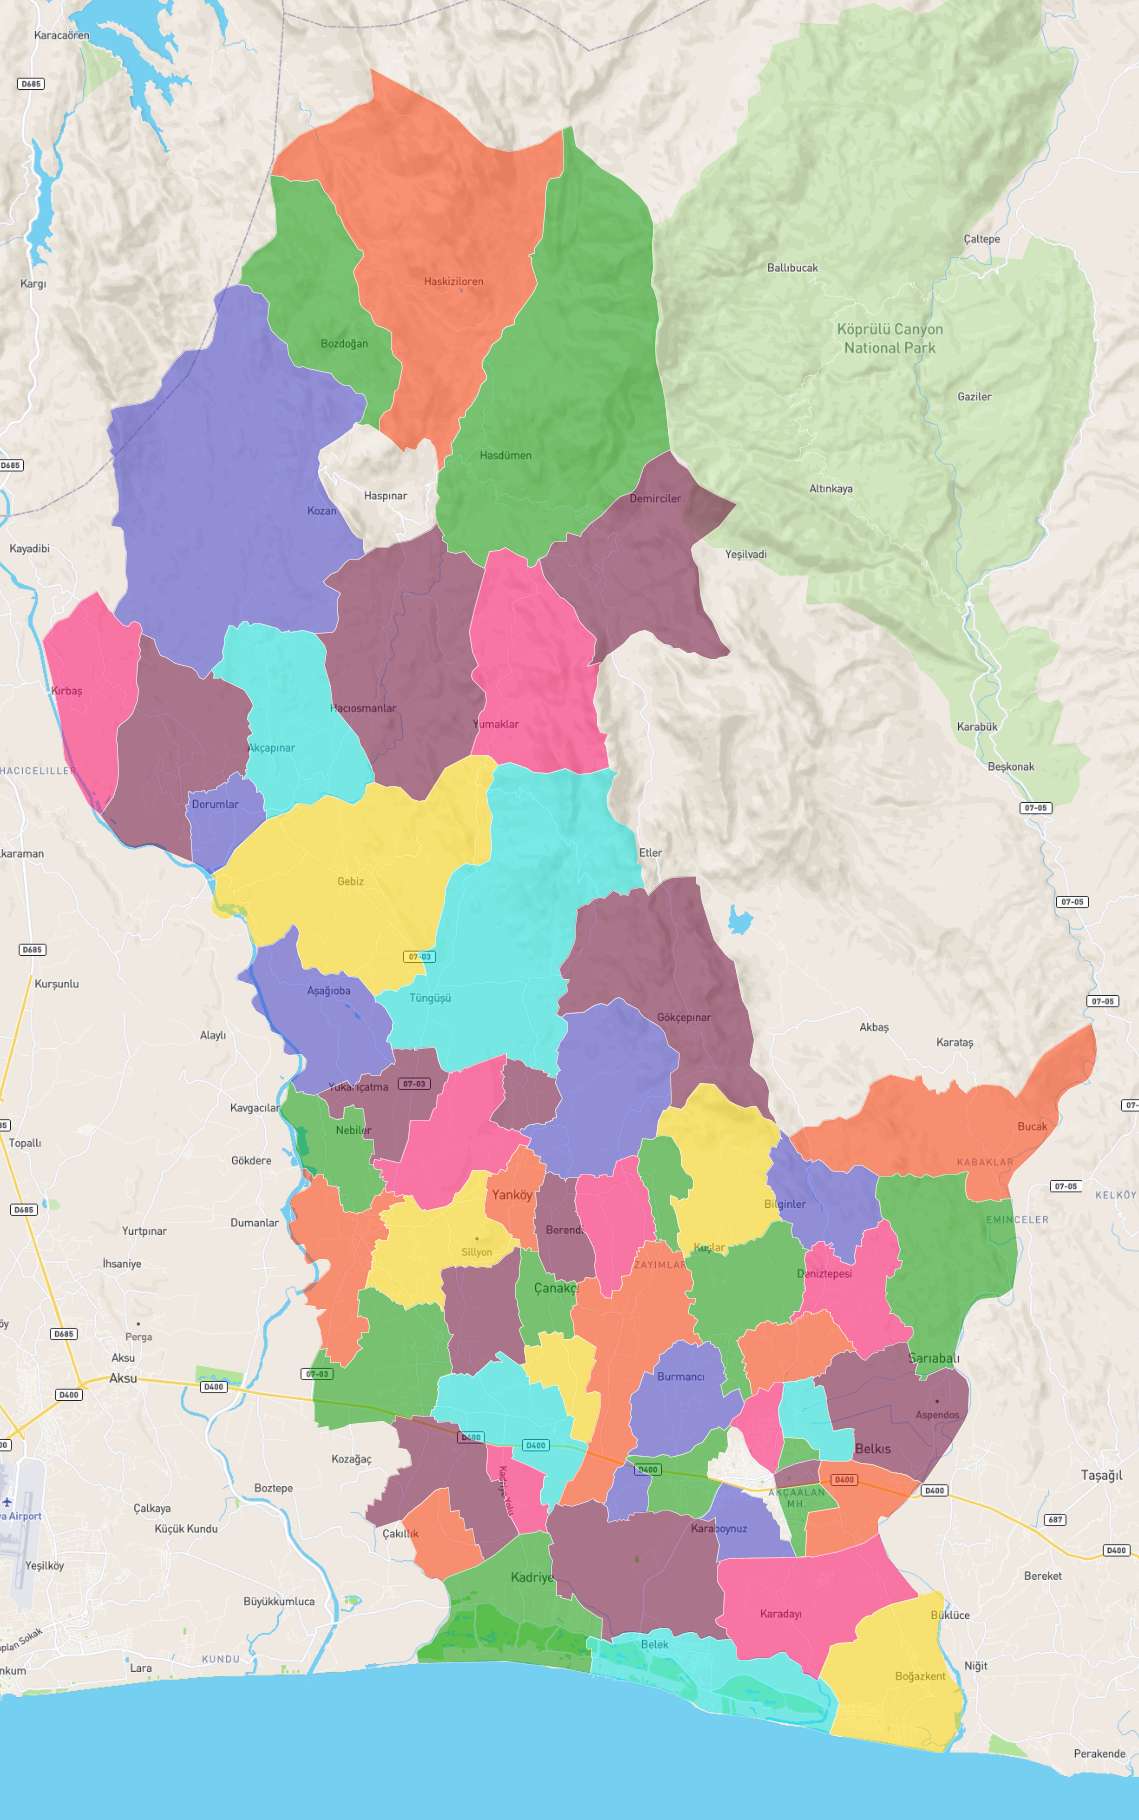 Karacaören
D685
Çaltepe
Ballıbucak
Haskiziloren
Kargı
Köprülü Canyon
National Park
Bozdoğan
Gaziler
Hasdümen
D685
Altınkaya
Haspınar
Demirciler
Kozan
Kayadibi
Yeşilvadi
Kırbaş
Hacıosmanlar
Yumaklar
Karabük
Akçapınar
HACICELILLER
Beşkonak
Dorumlar
07-05
Etler
karaman
Gebiz
07-05
D685
07-03
Kurşunlu
Aşağıoba
Tüngüşü
07-05
Gökçepınar
Akbaş
Alaylı
Karataş
07-03
Kavgacılar
Nebiler
Bucak
Topallı
Gökdere
KABAKLAR
07-05
KELKÖY
Yanköy
Bilginler
D685
Dumanlar
EMINCELER
Yurtpınar
Berendi
Sillyon
Kuşlar
İhsaniye
ZAYIMLAR
Deniztepesi
Çanakçı
Perga
D685
Aksu
Sarıabalı
Aksu
07-03
Burmancı
D400
D400
Aspendos
D400
D400
Belkıs
Kozağaç
D400
Taşağıl
Kadriye Yolu
D400
Boztepe
D400
AKÇAALAN
MH.
Çalkaya
687
Küçük Kundu
Karaboynuz
Çakıllık
D400
Yeşilköy
Kadriye
Bereket
Büyükkumluca
Karadayı
Büklüce
Belek
KUNDU
Lara
Niğit
Boğazkent
Perakende